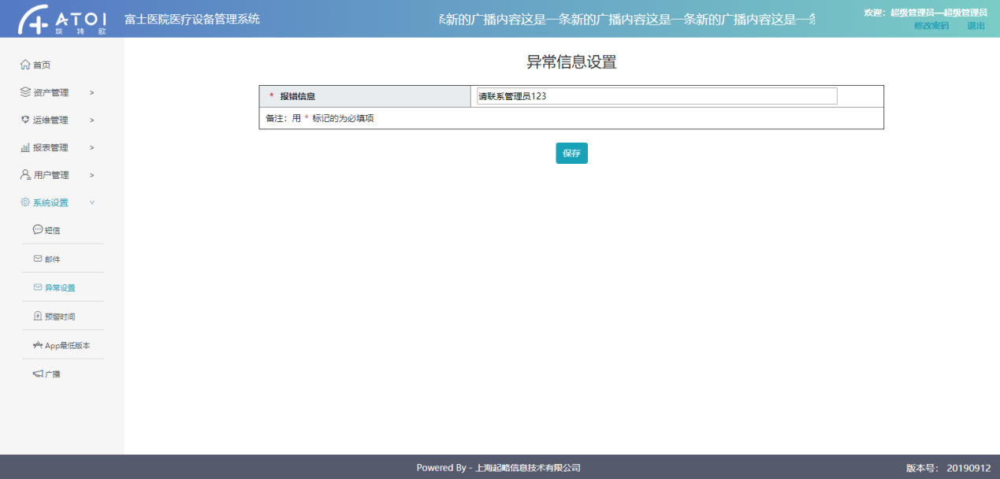 ATOI
埃特欧
富士医院医疗设备管理系统
新的广播内容这是一条新的广播内容这是一条新的广播内容这是一
欢迎：超级管理员—超级管理员
修改密码 退出
首页
资产管理 >
运维管理 >
报表管理 >
用户管理 >
系统设置 ∨
短信
邮件
异常设置
预警时间
App最低版本
广播
异常信息设置
* 报错信息 请联系管理员123
备注：用 * 标记的为必填项
保存
Powered By - 上海起略信息技术有限公司
版本号： 20190912